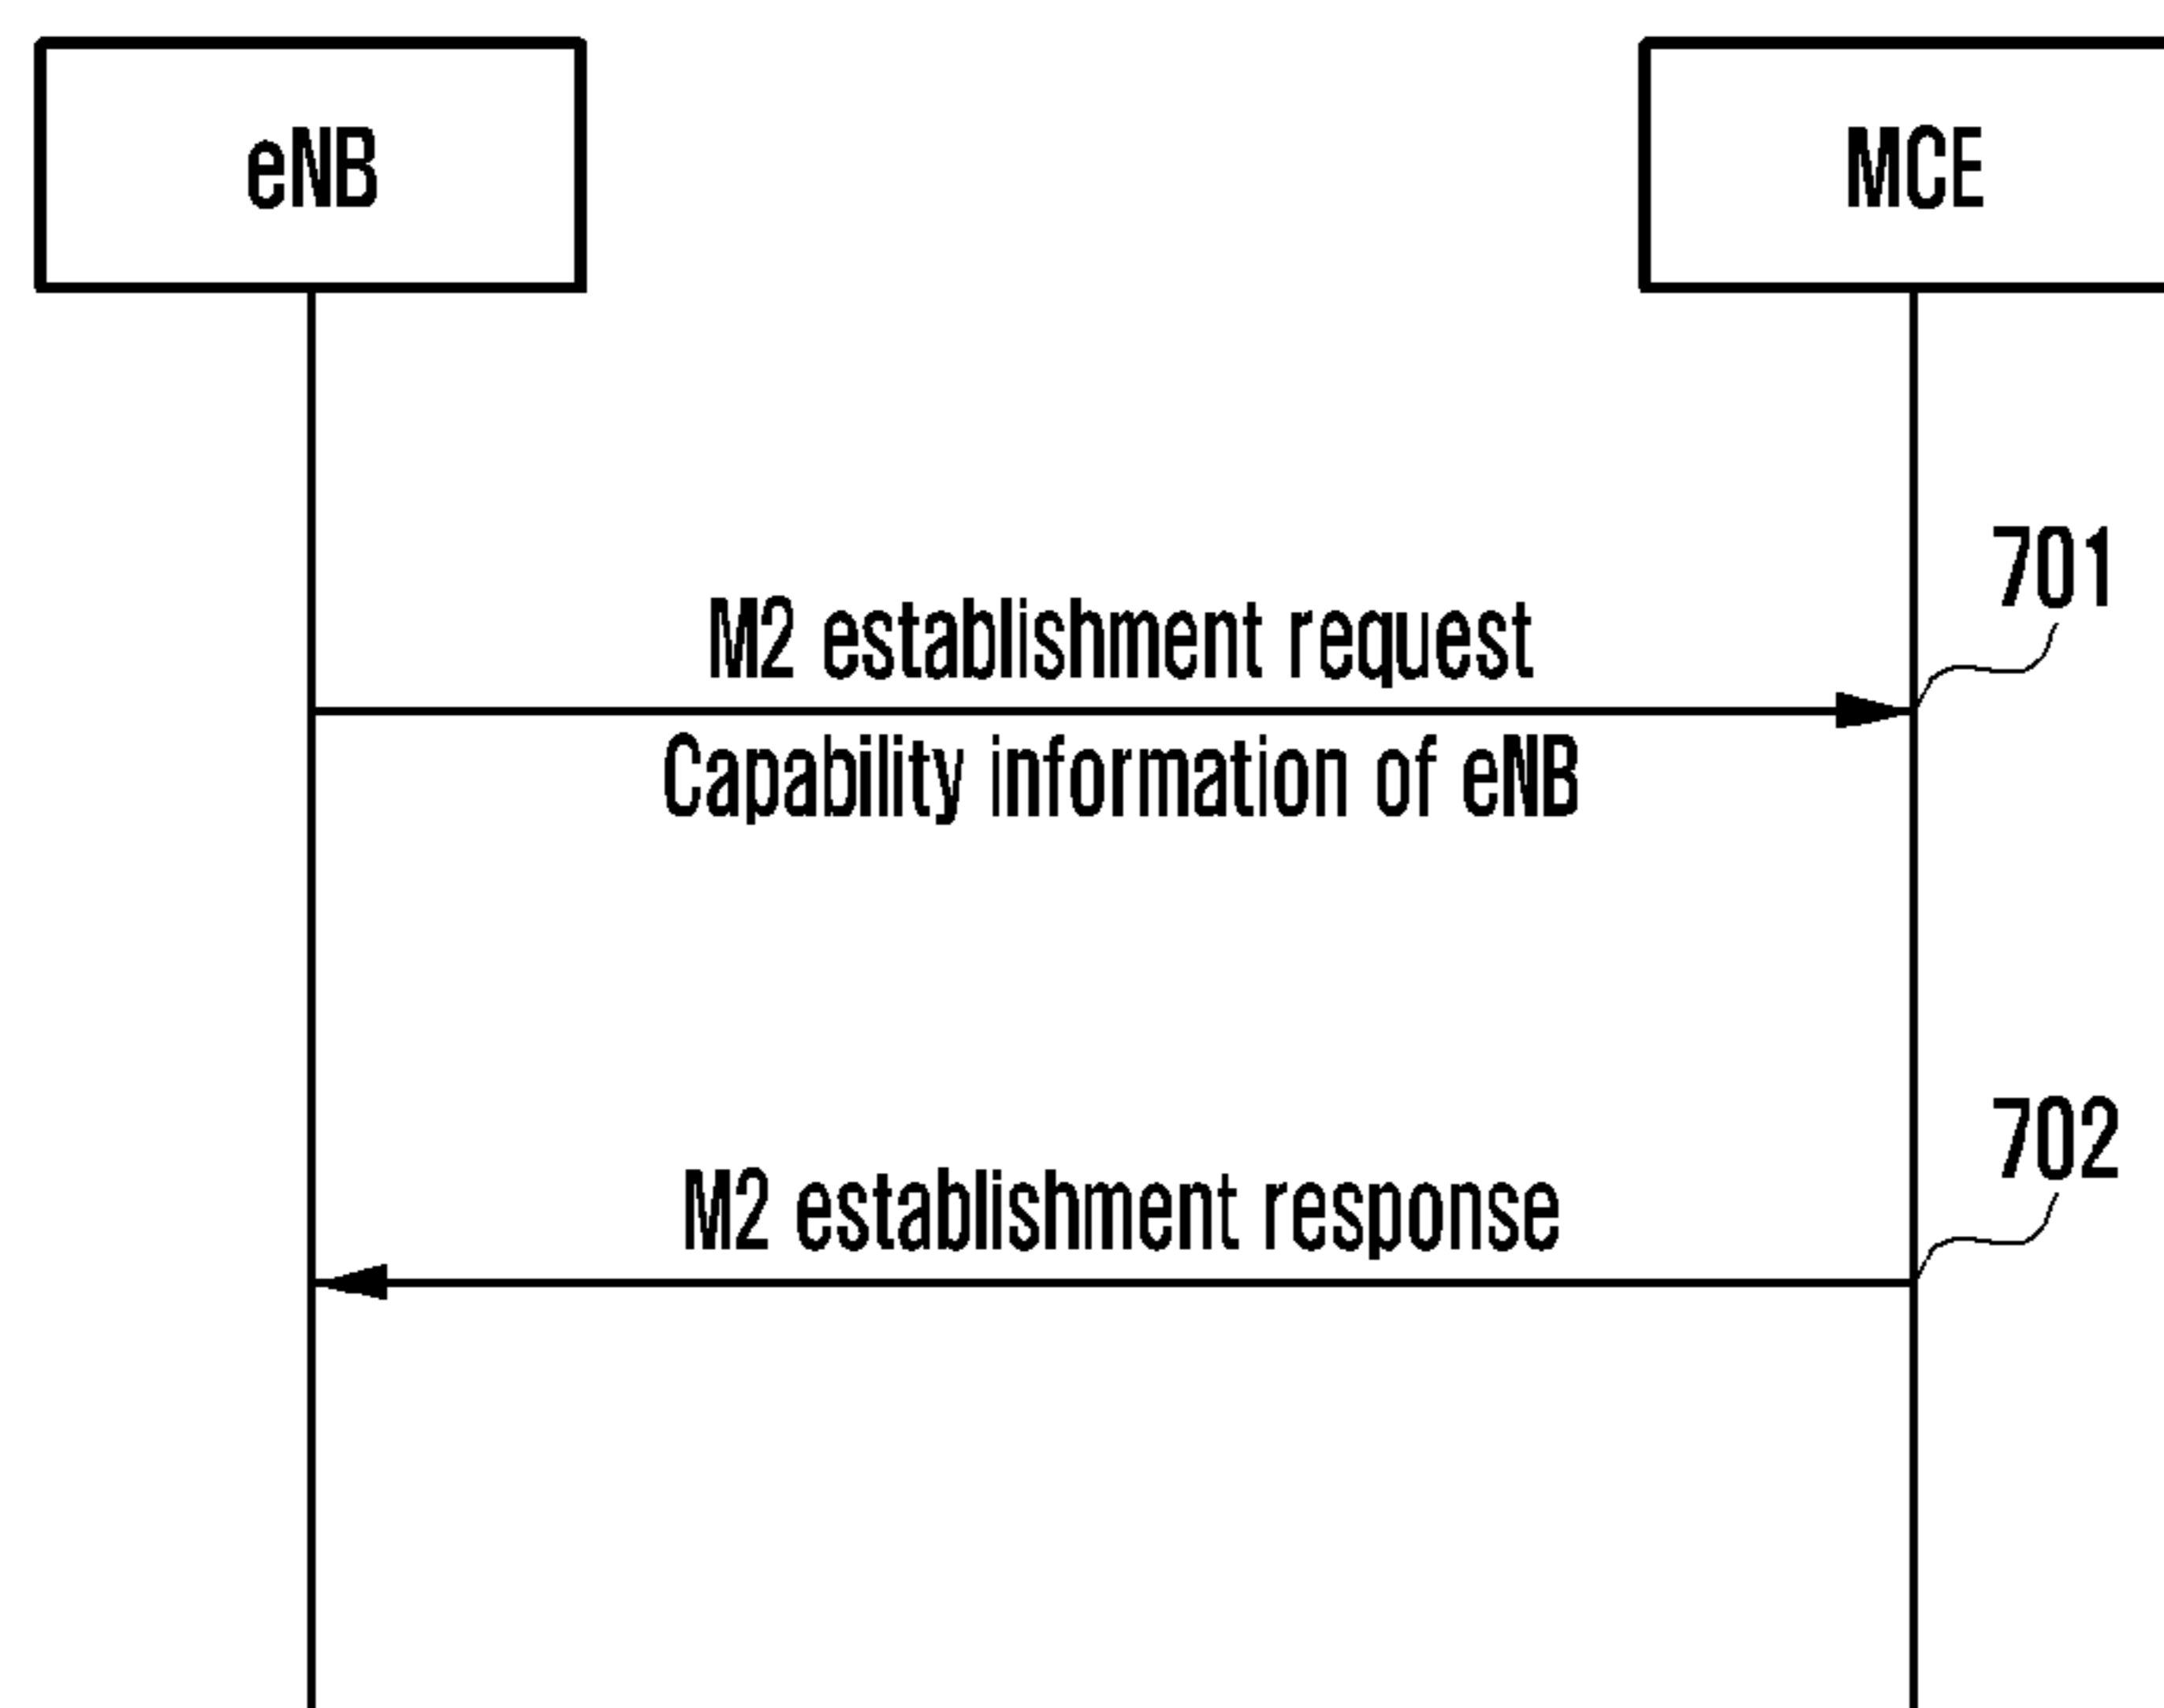 eNB
MCE
701
M2 establishment request
Capability information of eNB
702
M2 establishment response